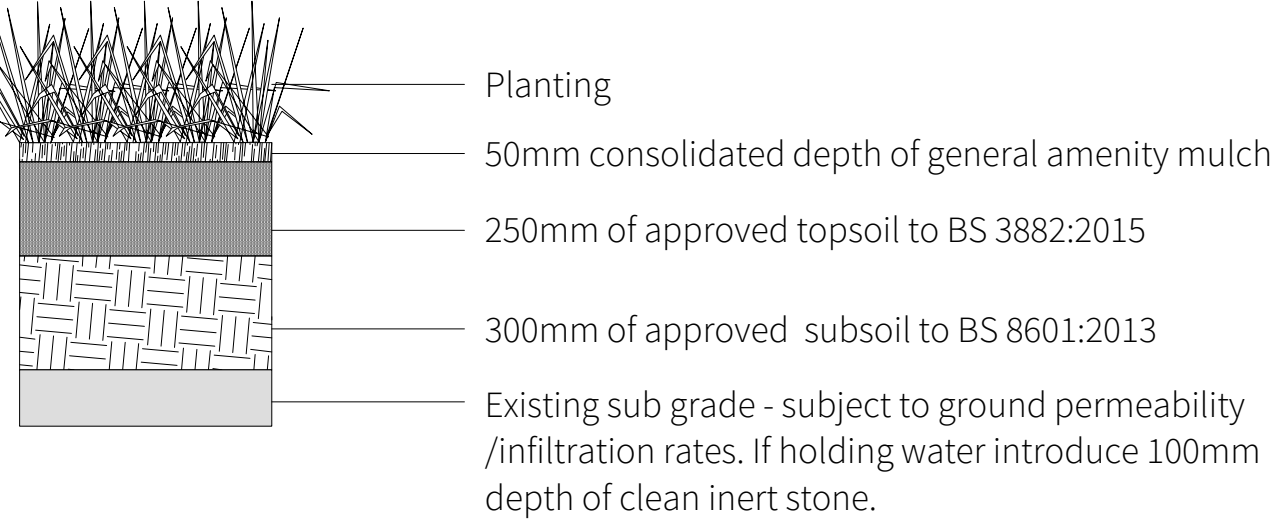 Planting
50mm consolidated depth of general amenity mulch
250mm of approved topsoil to BS 3882:2015
300mm of approved  subsoil to BS 8601:2013
Existing sub grade - subject to ground permeability
/infiltration rates. If holding water introduce 100mm
depth of clean inert stone.